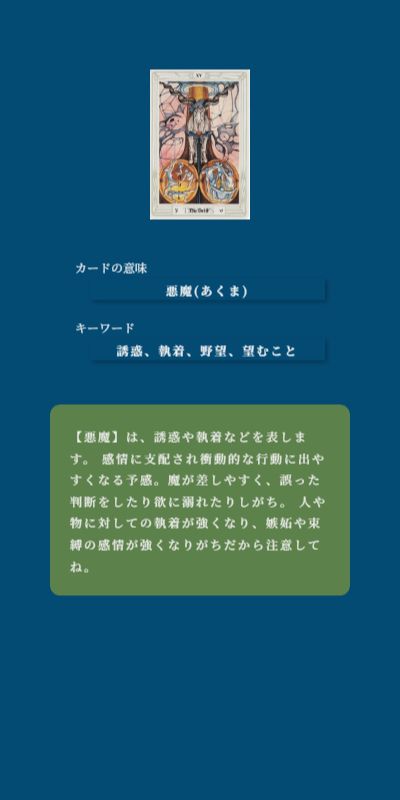 XV
The Devil
カードの意味
悪魔(あくま)
キーワード
誘惑、執着、野望、望むこと
【悪魔】は、誘惑や執着などを表しま
す。 感情に支配され衝動的な行動に出や
すくなる予感。魔が差しやすく、誤った
判断をしたり欲に溺れたりしがち。 人や
物に対しての執着が強くなり、嫉妬や束
縛の感情が強くなりがちだから注意して
ね。